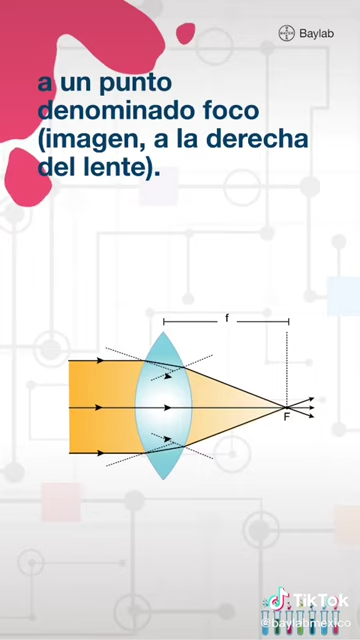 Baylab
a un punto
denominado foco
(imagen, a la derecha
del lente).
f
F
TikTok
@baylabmexico